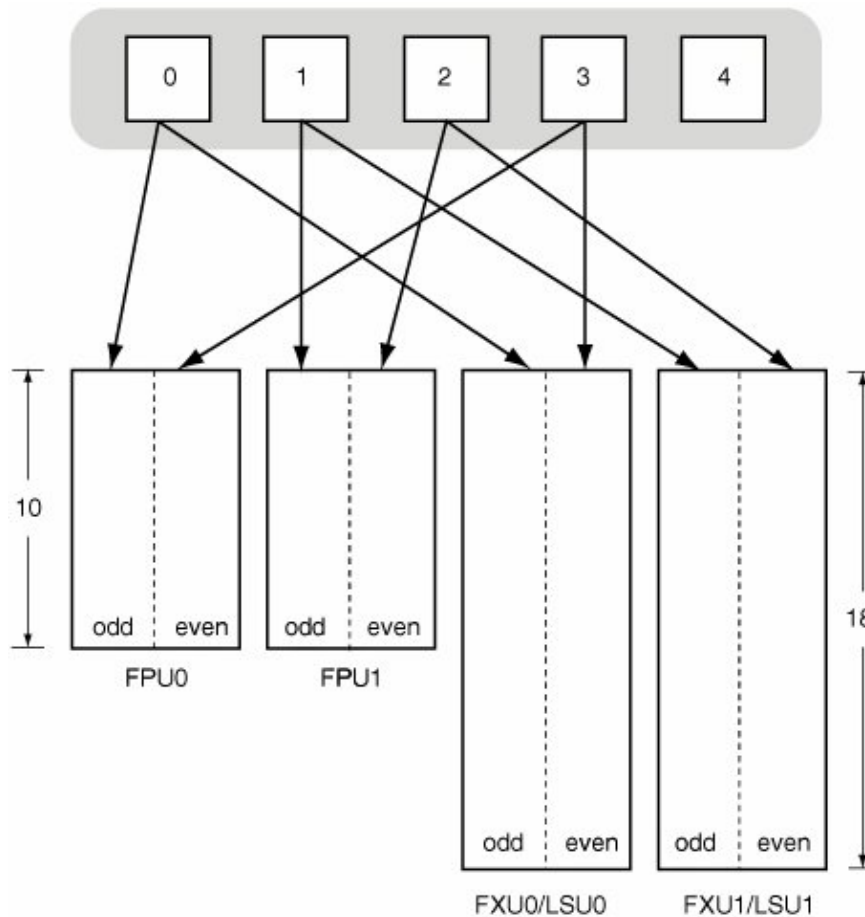 0 1 2 3 4
10
18
odd even odd even
FPU0 FPU1
odd even odd even
FXU0/LSU0 FXU1/LSU1